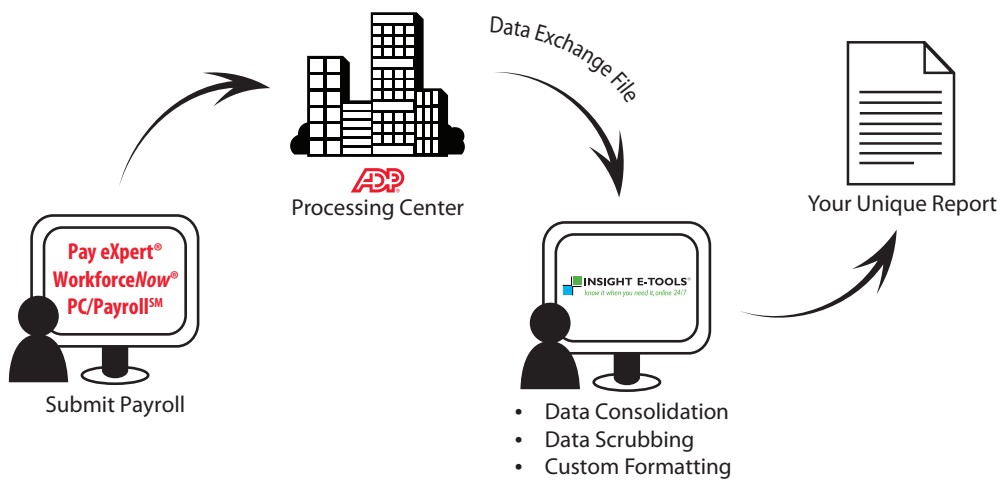 Pay eXpert®
WorkforceNow®
PC/Payroll℠
Submit Payroll
ADP®
Processing Center
Data Exchange File
INSIGHT E-TOOLS®
know it when you need it, online 24/7
• Data Consolidation
• Data Scrubbing
• Custom Formatting
Your Unique Report